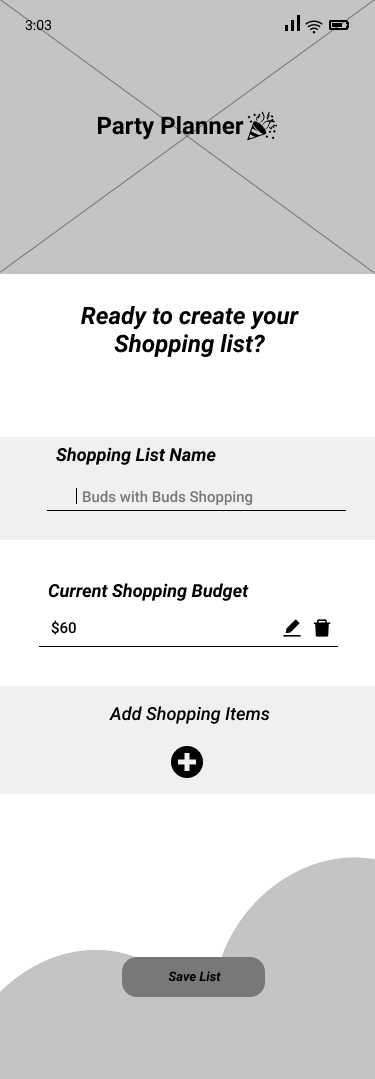 3:03
Party Planner
Ready to create your
Shopping list?
Shopping List Name
Buds with Buds Shopping
Current Shopping Budget
$60
Add Shopping Items
Save List